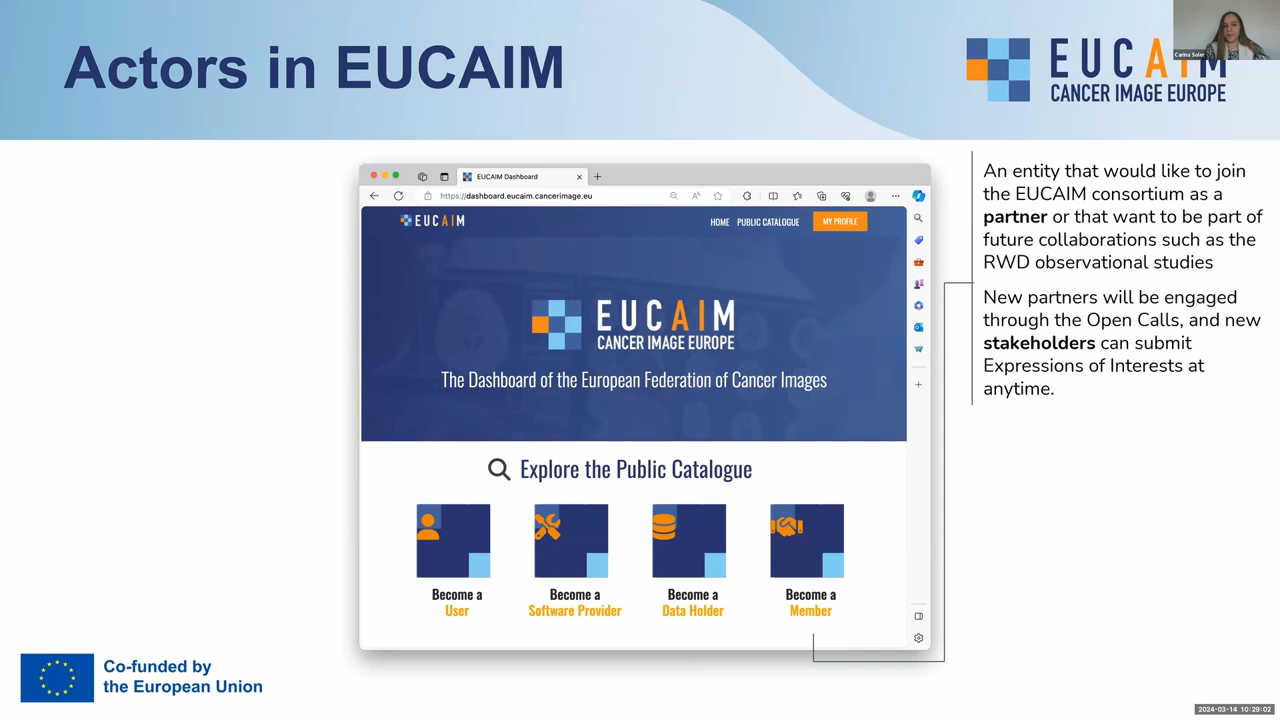 Actors in EUCAIM
EUCAIM
CANCER IMAGE EUROPE
Carina Soler
EUCAIM Dashboard
https://dashboard.eucaim.cancerimage.eu
EUCAIM
HOME PUBLIC CATALOGUE MY PROFILE
EUCAIM
CANCER IMAGE EUROPE
The Dashboard of the European Federation of Cancer Images
Explore the Public Catalogue
Become a
User
Become a
Software Provider
Become a
Data Holder
Become a
Member
An entity that would like to join
the EUCAIM consortium as a
partner or that want to be part of
future collaborations such as the
RWD observational studies
New partners will be engaged
through the Open Calls, and new
stakeholders can submit
Expressions of Interests at
anytime.
Co-funded by
the European Union
2024-03-14 10:29:02